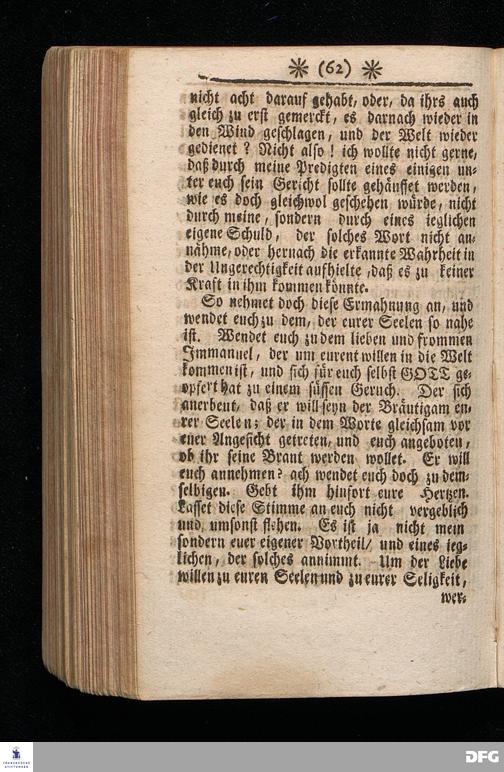 (62)
nicht acht darauf gehabt, oder, da ihrs auch
gleich zu erst gemerckt, es darnach wieder in
den Wind geschlagen, und der Welt wieder
gedienet? Nicht also! ich wollte nicht gerne,
daß durch meine Predigten eines einigen un-
ter euch sein Gericht sollte gehäuffet werden,
wie es doch gleichwol geschehen würde, nicht
durch meine, sondern durch eines jeglichen
eigene Schuld, der solches Wort nicht an-
nähme, oder hernach die erkannte Wahrheit in
der Ungerechtigkeit aufhielte, daß es zu keiner
Kraft in ihm kommen könnte.
So nehmet doch diese Ermahnung an, und
wendet euch zu dem, der eurer Seelen so nahe
ist. Wendet euch zu dem lieben und frommen
Immanuel, der um eurent willen in die Welt
kommen ist, und sich für euch selbst GOTT ge-
opfert hat zu einem süssen Geruch. Der sich
anerbeut, daß er will seyn der Bräutigam eu-
rer Seelen; der in dem Worte gleichsam vor
euer Angesicht getreten, und euch angeboten,
ob ihr seine Braut werden wollet. Er will
euch annehmen? ach wendet euch doch zu dem-
selbigen. Gebt ihm hinfort eure Hertzen.
Lasset diese Stimme an euch nicht vergeblich
und umsonst flehen. Es ist ja nicht mein
sondern euer eigener Vortheil/ und eines jeg-
lichen, der solches annimmt. Um der Liebe
willen zu euren Seelen und zu eurer Seligkeit,
wer-
FRANCKESCHE
STIFTUNGEN
DFG